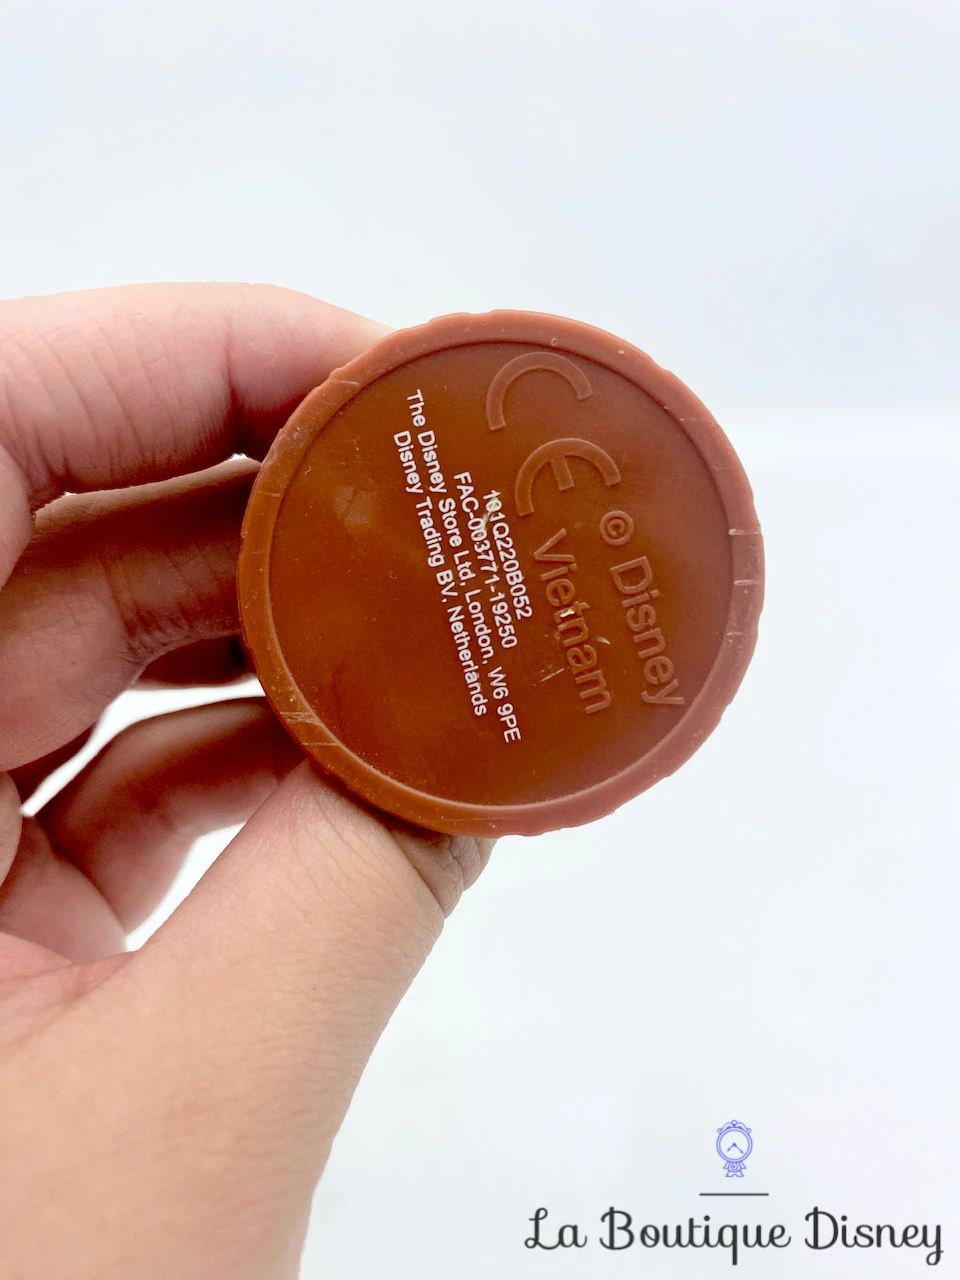 © Disney
Vietnam
CE
101Q220B052
FAC-003771-19250
The Disney Store Ltd, London, W6 9PE
Disney Trading BV, Netherlands
La Boutique Disney